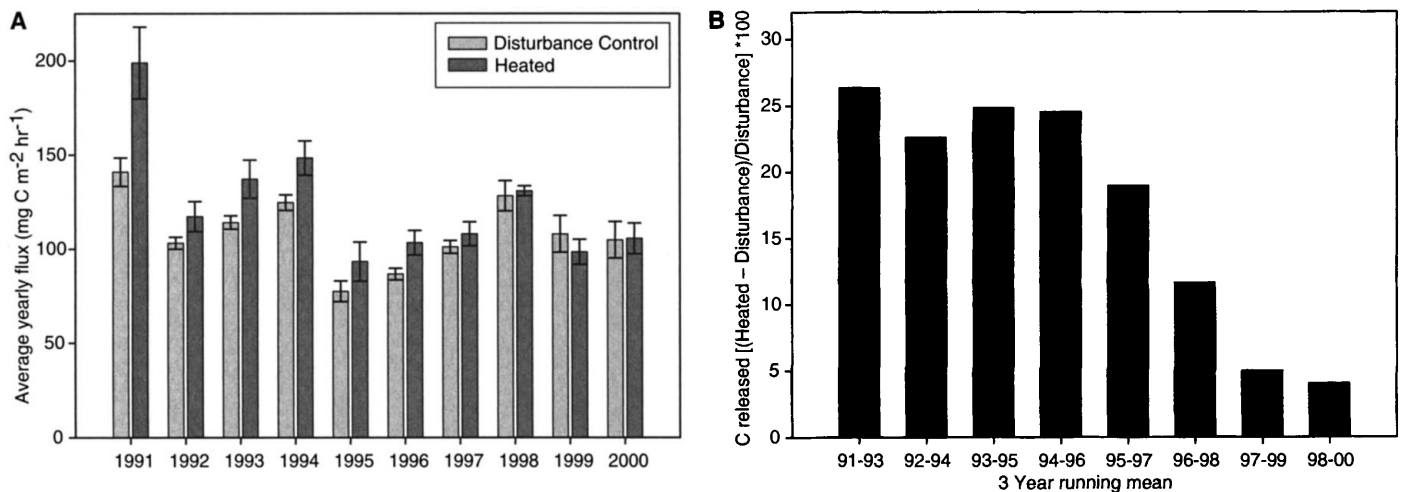 A
Average yearly flux (mg C m⁻² hr⁻¹)
200
150
100
50
0
Disturbance Control
Heated
1991 1992 1993 1994 1995 1996 1997 1998 1999 2000
B
C released [(Heated – Disturbance)/Disturbance] *100
30
25
20
15
10
5
0
91-93 92-94 93-95 94-96 95-97 96-98 97-99 98-00
3 Year running mean